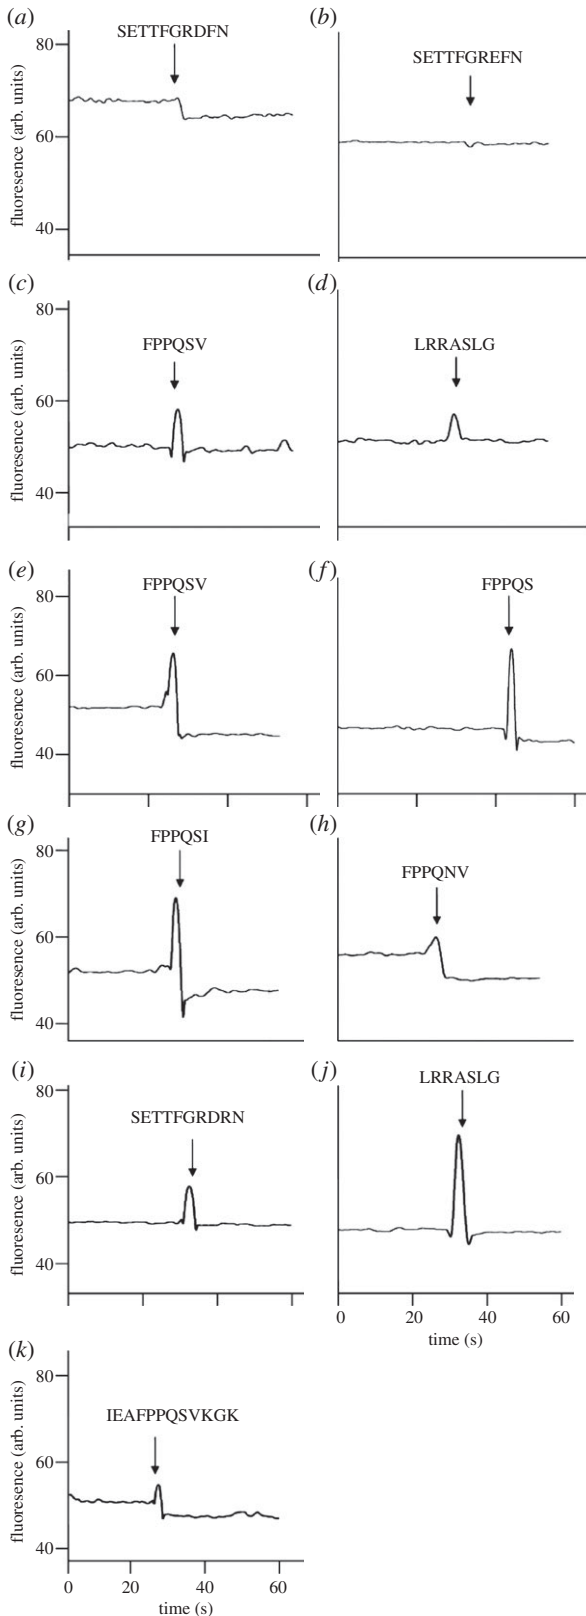 (a)
SETTFGRDFN
(b)
SETTFGREFN
fluoresence (arb. units)
80
60
40
(c)
FPPQSV
(d)
LRRASLG
fluoresence (arb. units)
80
60
40
(e)
FPPQSV
(f)
FPPQS
fluoresence (arb. units)
80
60
40
(g)
FPPQSI
(h)
FPPQNV
fluoresence (arb. units)
80
60
40
(i)
SETTFGRDRN
(j)
LRRASLG
fluoresence (arb. units)
80
60
40
0 20 40 60
time (s)
(k)
IEAFPPQSVKGK
fluoresence (arb. units)
80
60
40
0 20 40 60
time (s)